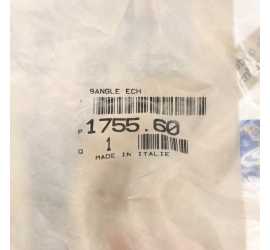 SANGLE ECH
P 1755.60
Q 1
MADE IN ITALIE